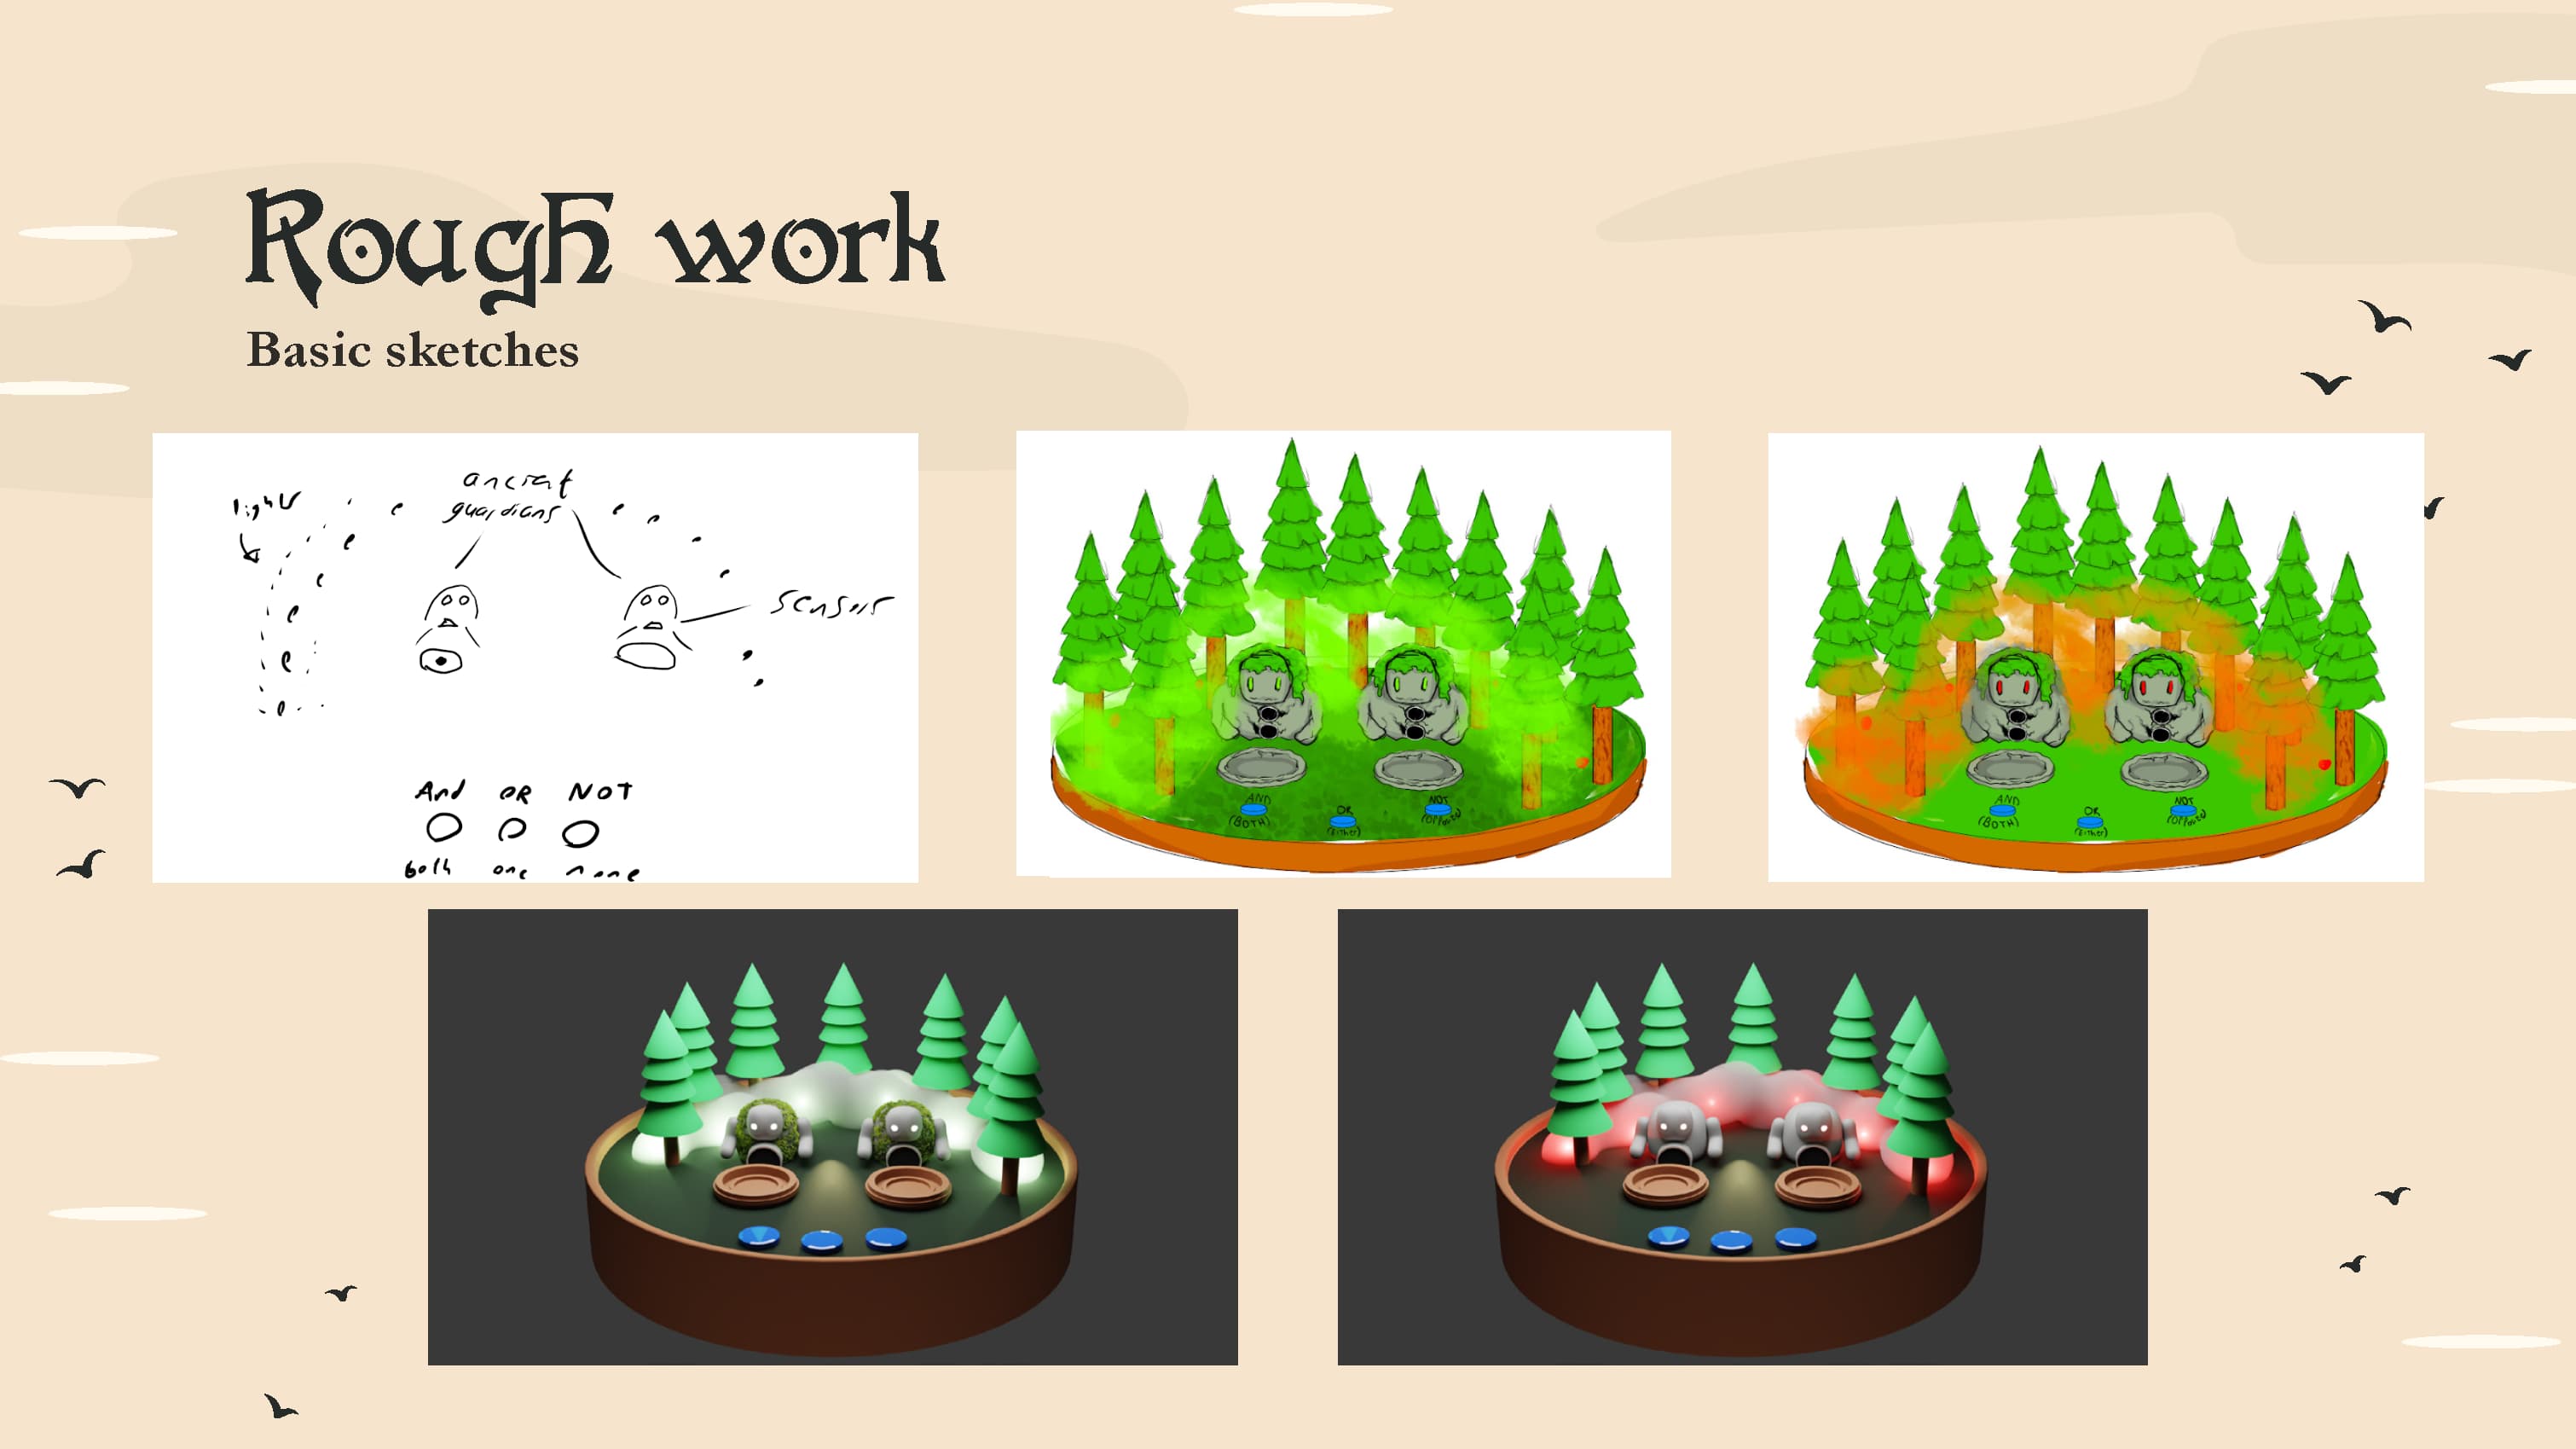 Rough work
Basic sketches
lights
ancient
guardians
sensors
And OR NOT
both one none
AND
(BOTH)
OR
(Either)
NOT
(Opposite)
AND
(BOTH)
OR
(Either)
NOT
(Opposite)